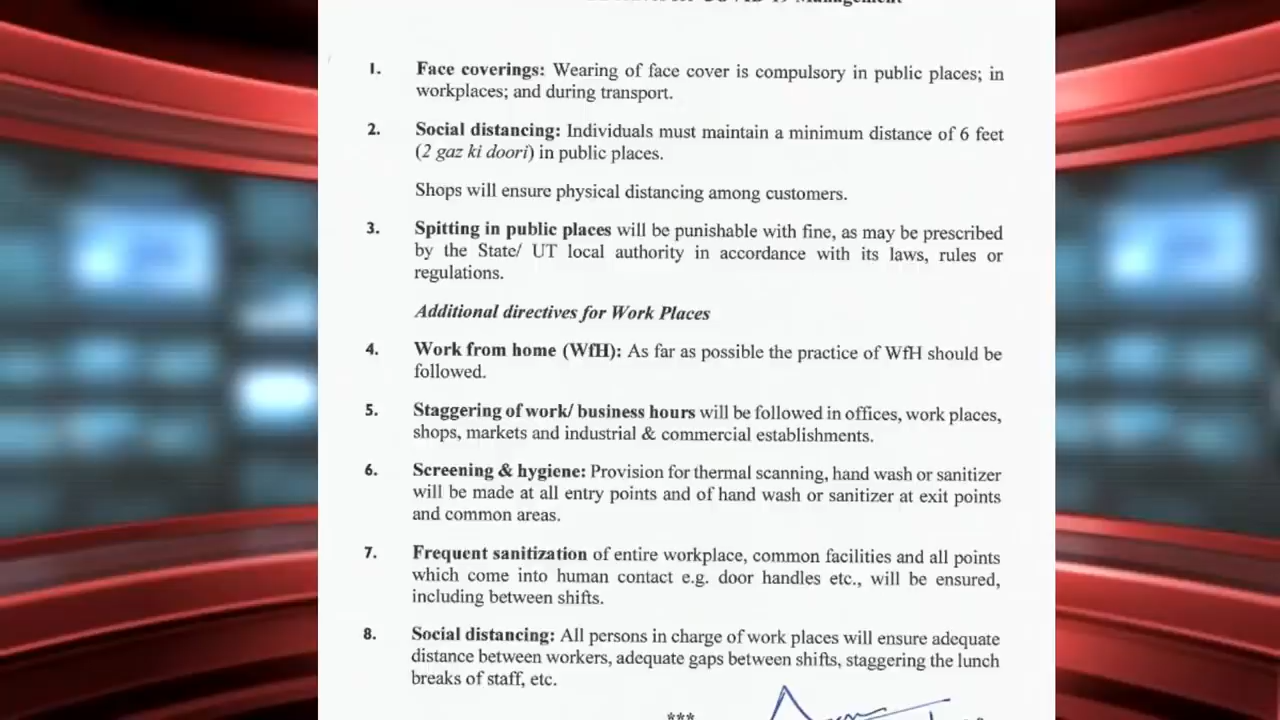 COVID-19 Management
1. Face coverings: Wearing of face cover is compulsory in public places; in
workplaces; and during transport.
2. Social distancing: Individuals must maintain a minimum distance of 6 feet
(2 gaz ki doori) in public places.
Shops will ensure physical distancing among customers.
3. Spitting in public places will be punishable with fine, as may be prescribed
by the State/ UT local authority in accordance with its laws, rules or
regulations.
Additional directives for Work Places
4. Work from home (WfH): As far as possible the practice of WfH should be
followed.
5. Staggering of work/ business hours will be followed in offices, work places,
shops, markets and industrial & commercial establishments.
6. Screening & hygiene: Provision for thermal scanning, hand wash or sanitizer
will be made at all entry points and of hand wash or sanitizer at exit points
and common areas.
7. Frequent sanitization of entire workplace, common facilities and all points
which come into human contact e.g. door handles etc., will be ensured,
including between shifts.
8. Social distancing: All persons in charge of work places will ensure adequate
distance between workers, adequate gaps between shifts, staggering the lunch
breaks of staff, etc.
***